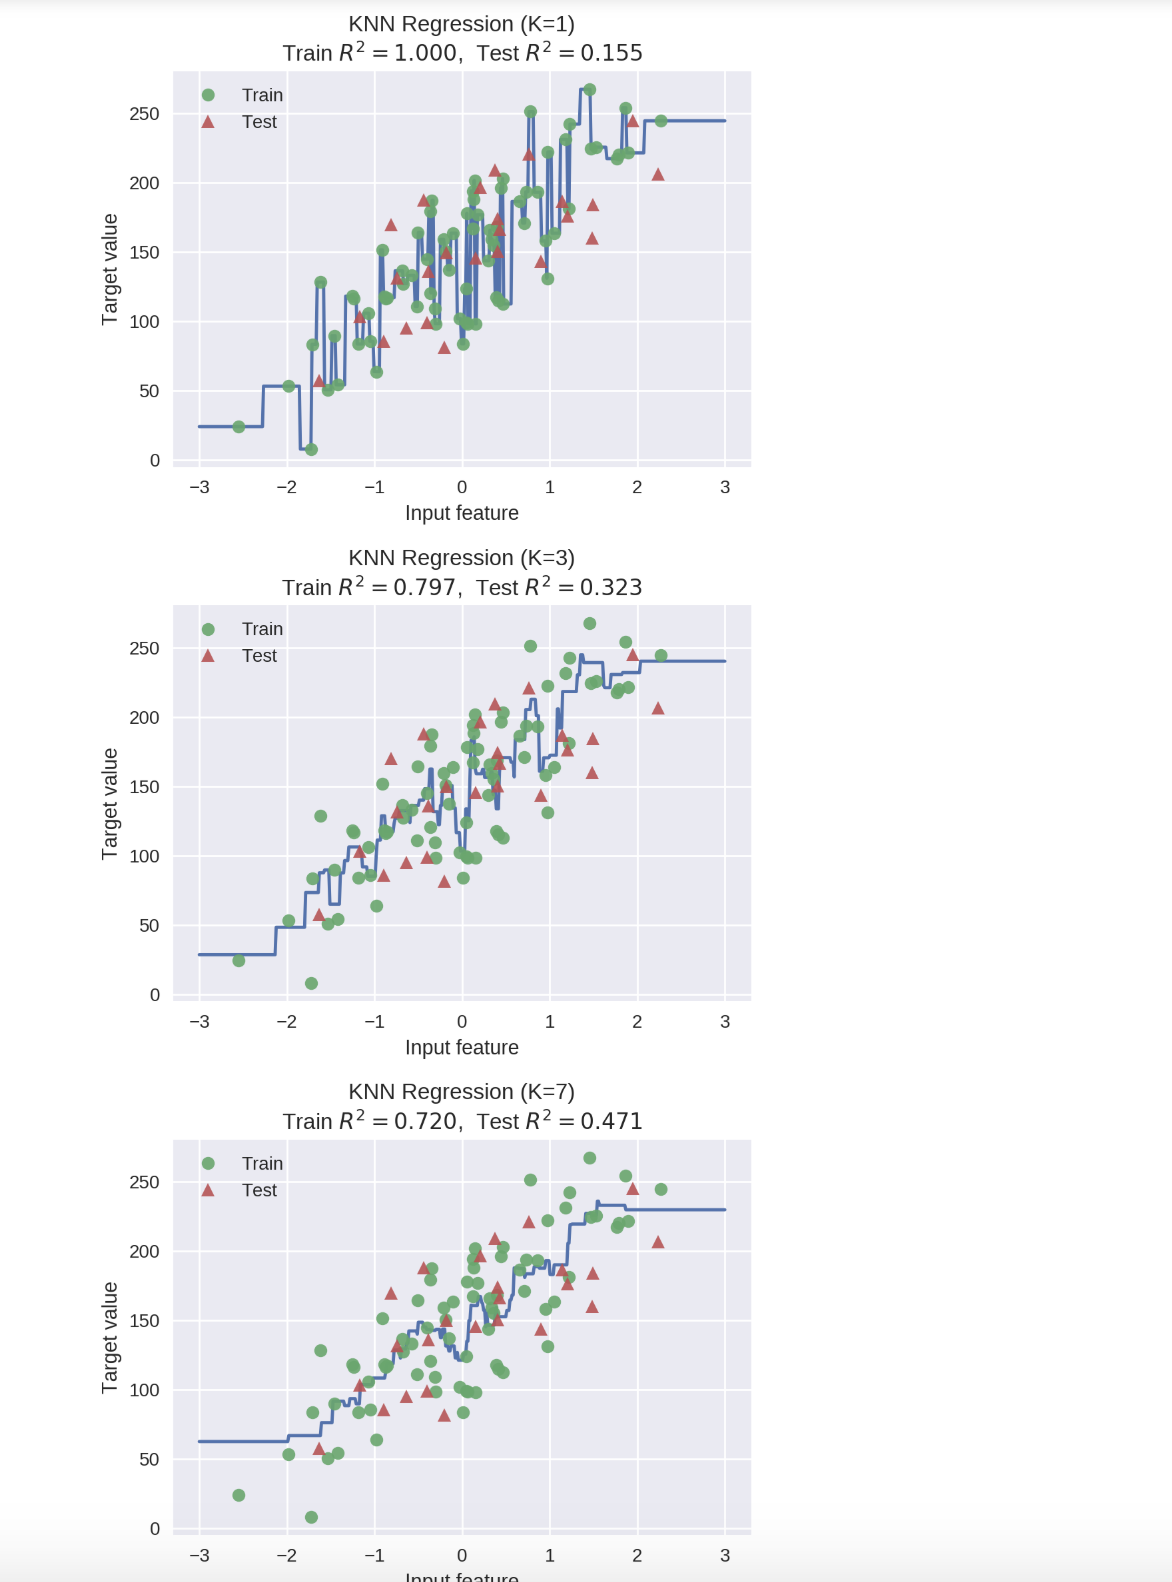 KNN Regression (K=1)
Train R² = 1.000, Test R² = 0.155
Train
Test
250
200
150
100
50
0
Target value
−3 −2 −1 0 1 2 3
Input feature
KNN Regression (K=3)
Train R² = 0.797, Test R² = 0.323
Train
Test
250
200
150
100
50
0
Target value
−3 −2 −1 0 1 2 3
Input feature
KNN Regression (K=7)
Train R² = 0.720, Test R² = 0.471
Train
Test
250
200
150
100
50
0
Target value
−3 −2 −1 0 1 2 3
Input feature